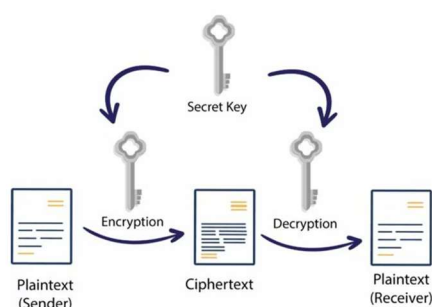 Secret Key
Encryption
Decryption
Plaintext
(Sender)
Ciphertext
Plaintext
(Receiver)